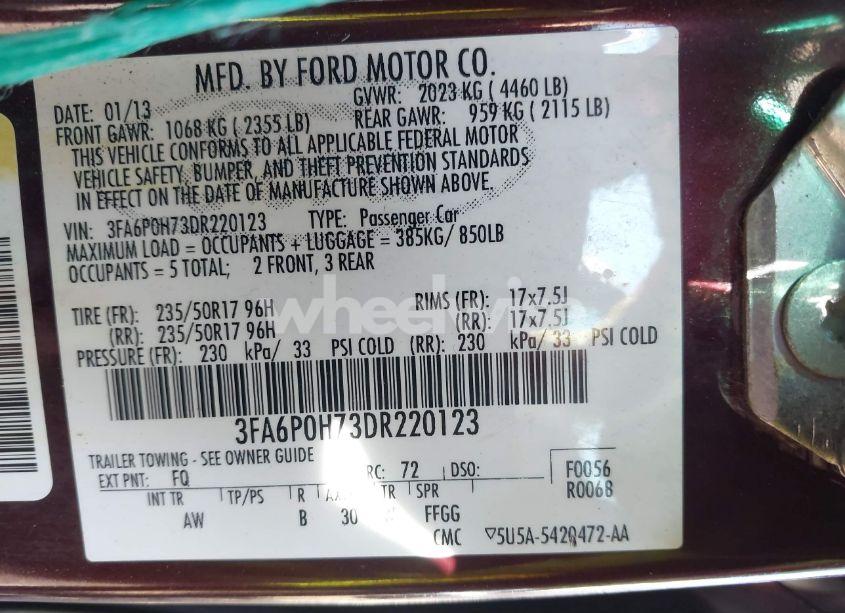 MFD. BY FORD MOTOR CO.
DATE: 01/13 GVWR: 2023 KG ( 4460 LB)
FRONT GAWR: 1068 KG ( 2355 LB) REAR GAWR: 959 KG ( 2115 LB)
THIS VEHICLE CONFORMS TO ALL APPLICABLE FEDERAL MOTOR
VEHICLE SAFETY, BUMPER, AND THEFT PREVENTION STANDARDS
IN EFFECT ON THE DATE OF MANUFACTURE SHOWN ABOVE.
VIN: 3FA6P0H73DR220123 TYPE: Passenger Car
MAXIMUM LOAD = OCCUPANTS + LUGGAGE = 385KG/ 850LB
OCCUPANTS = 5 TOTAL; 2 FRONT, 3 REAR
TIRE (FR): 235/50R17 96H RIMS (FR): 17x7.5J
(RR): 235/50R17 96H (RR): 17x7.5J
PRESSURE (FR): 230 kPa/ 33 PSI COLD (RR): 230 kPa/ 33 PSI COLD
3FA6P0H73DR220123
TRAILER TOWING - SEE OWNER GUIDE
EXT PNT: FQ RC: 72 DSO: F0056
R0068
INT TR TP/PS R TR SPR
AW B 30 FFGG
CMC ▽5U5A-5420472-AA